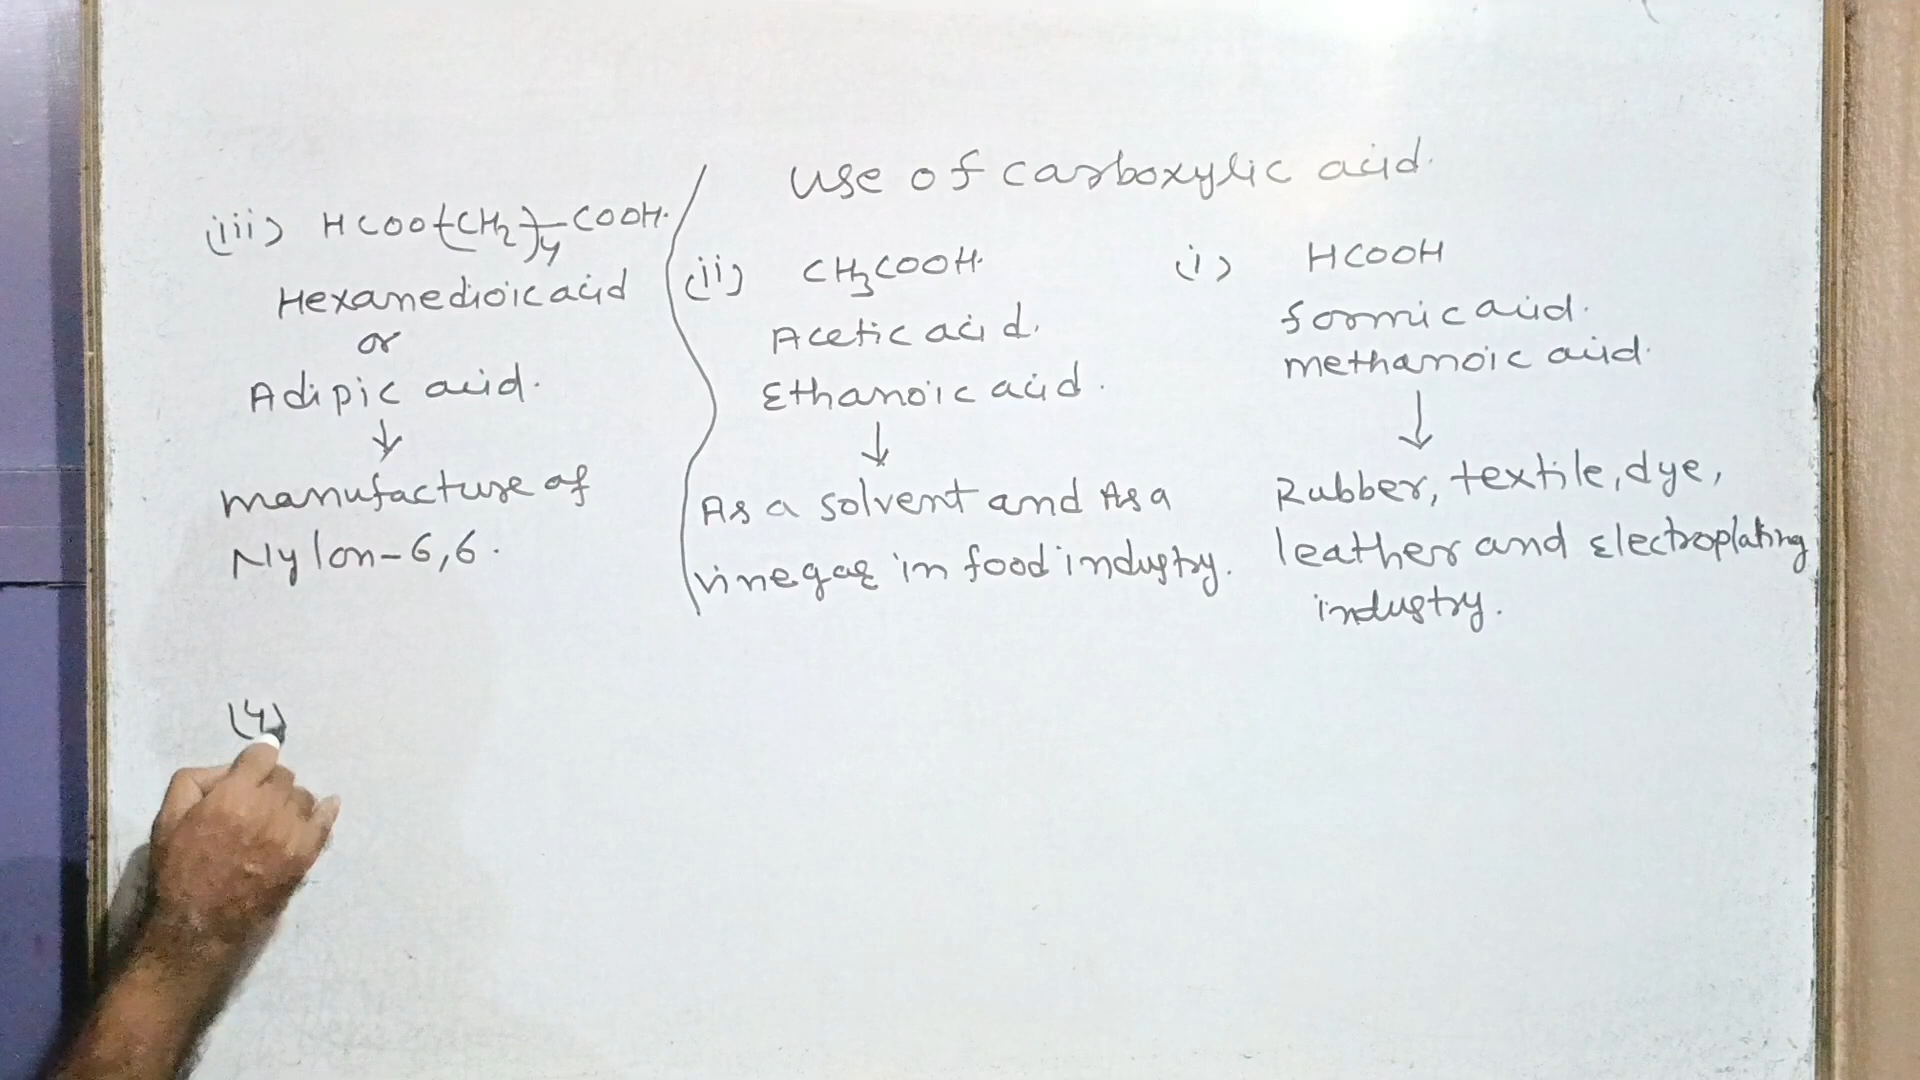 Use of carboxylic acid.
(i) HCOOH
formic acid.
methanoic acid.
↓
Rubber, textile, dye,
leather and electroplating
industry.
(ii) CH₃COOH.
Acetic acid.
Ethanoic acid.
↓
As a solvent and As a
vinegar in food industry.
(iii) HCOO-(CH₂)₄-COOH.
Hexanedioic acid
or
Adipic acid.
↓
manufacture of
Nylon-6,6.
(4)